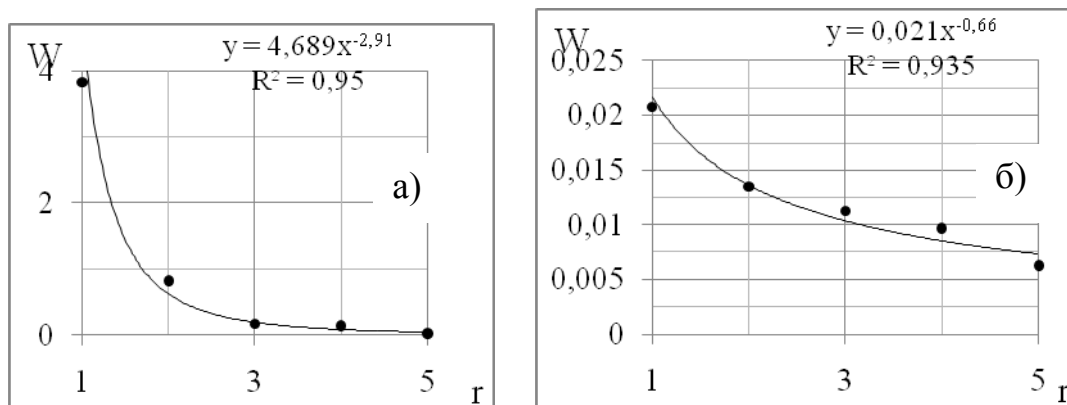 W
y = 4,689x^-2,91
R² = 0,95
4
2
0
1 3 5
r
а)
W
y = 0,021x^-0,66
R² = 0,935
0,025
0,02
0,015
0,01
0,005
0
1 3 5
r
б)